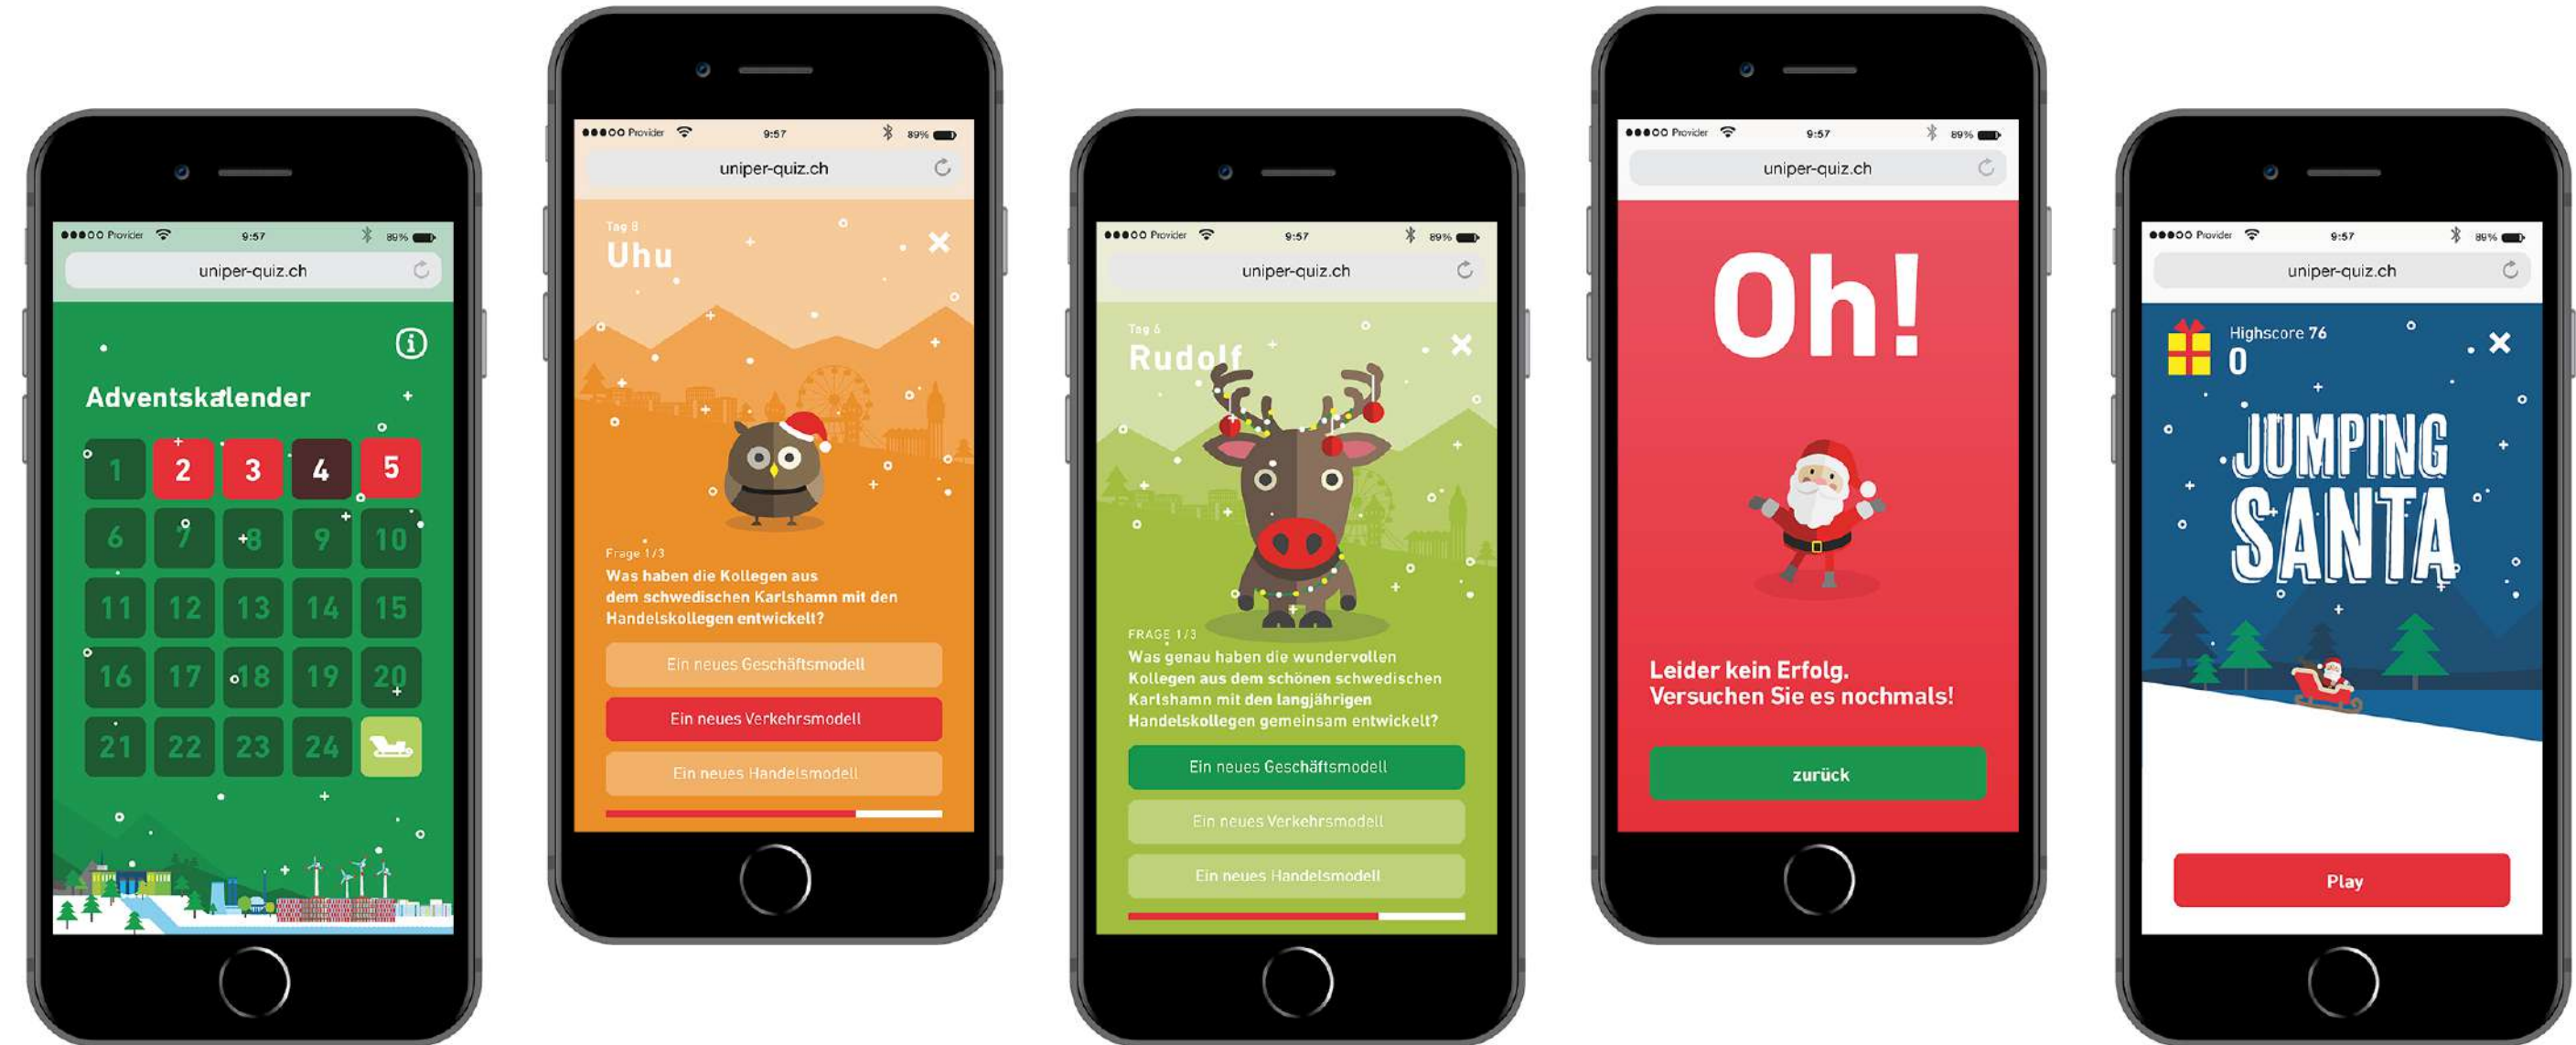 Provider 9:57 89%
uniper-quiz.ch
Adventskalender
1 2 3 4 5
6 7 8 9 10
11 12 13 14 15
16 17 18 19 20
21 22 23 24
Provider 9:57 89%
uniper-quiz.ch
Tag 8
Uhu
Frage 1/3
Was haben die Kollegen aus
dem schwedischen Karlshamn mit den
Handelskollegen entwickelt?
Ein neues Geschäftsmodell
Ein neues Verkehrsmodell
Ein neues Handelsmodell
Provider 9:57 89%
uniper-quiz.ch
Tag 6
Rudolf
FRAGE 1/3
Was genau haben die wundervollen
Kollegen aus dem schönen schwedischen
Karlshamn mit den langjährigen
Handelskollegen gemeinsam entwickelt?
Ein neues Geschäftsmodell
Ein neues Verkehrsmodell
Ein neues Handelsmodell
Provider 9:57 89%
uniper-quiz.ch
Oh!
Leider kein Erfolg.
Versuchen Sie es nochmals!
zurück
Provider 9:57 89%
uniper-quiz.ch
Highscore 76
0
JUMPING
SANTA
Play